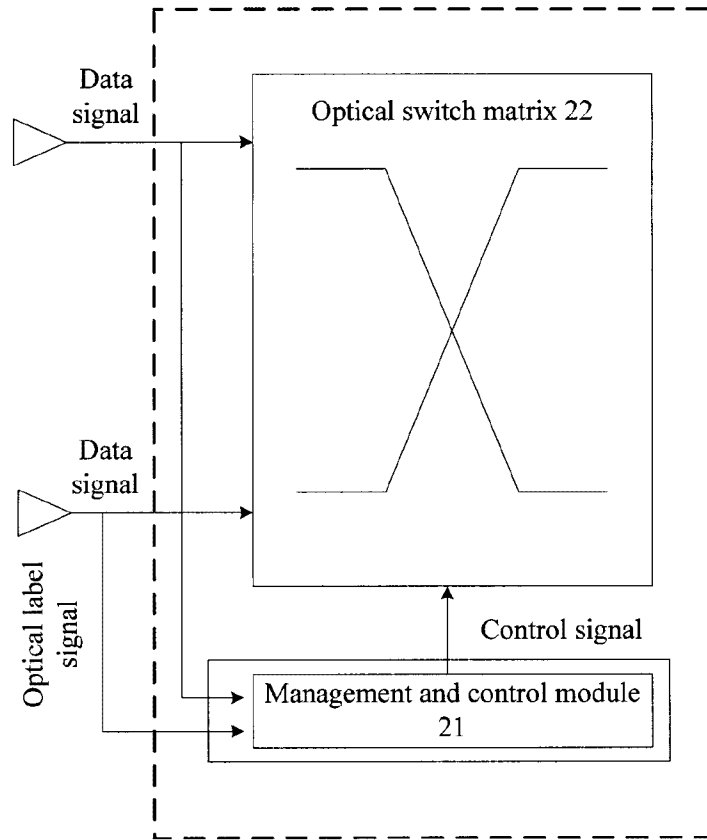 Data
signal
Optical switch matrix 22
Data
signal
Optical label
signal
Control signal
Management and control module
21